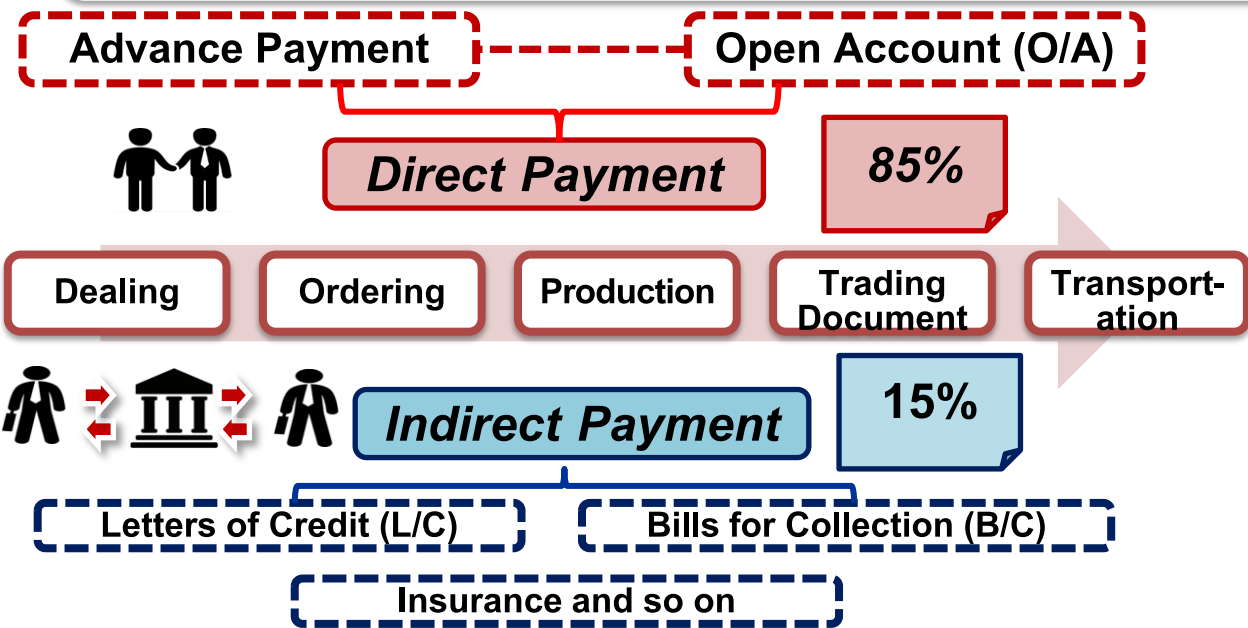 Advance Payment
Open Account (O/A)
Direct Payment
85%
Dealing
Ordering
Production
Trading
Document
Transport-
ation
Indirect Payment
15%
Letters of Credit (L/C)
Bills for Collection (B/C)
Insurance and so on